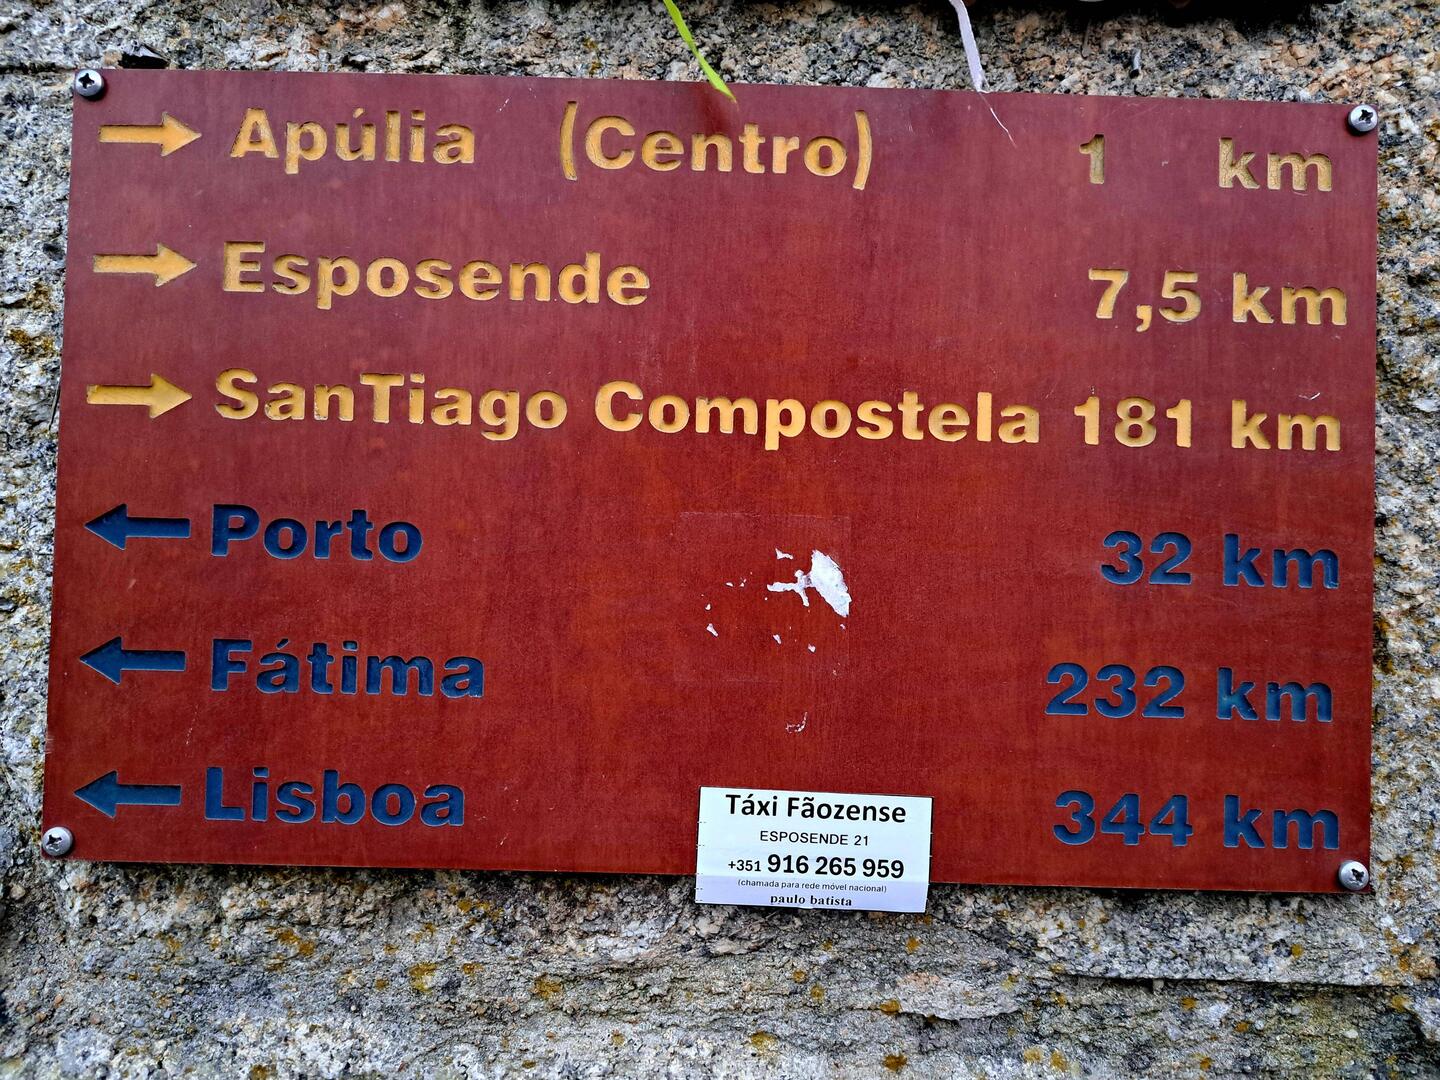 Apúlia (Centro) 1 km
Esposende 7,5 km
SanTiago Compostela 181 km
Porto 32 km
Fátima 232 km
Lisboa 344 km
Táxi Fãozense
ESPOSENDE 21
+351 916 265 959
(chamada para rede móvel nacional)
paulo batista